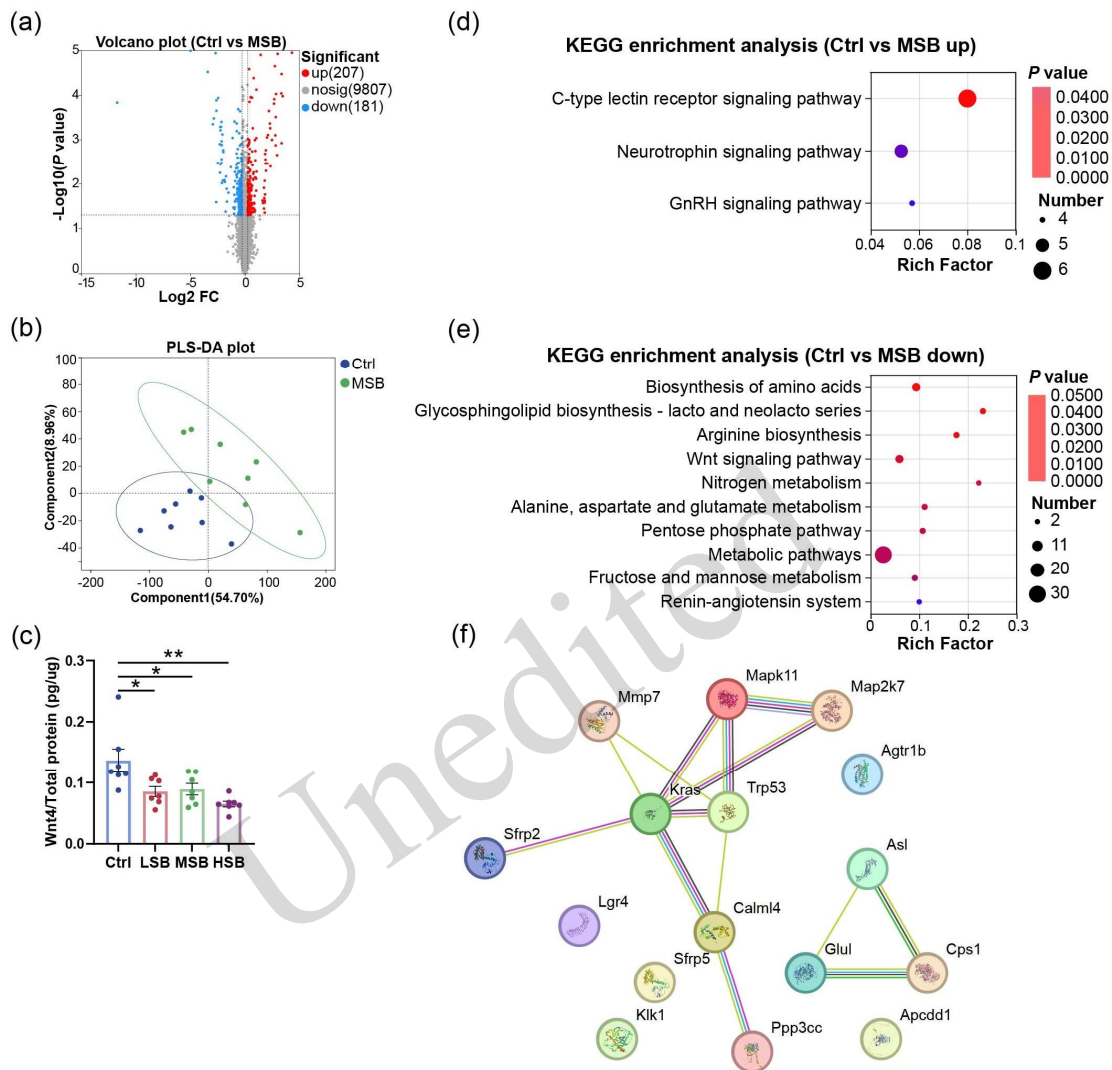 (a)
Volcano plot (Ctrl vs MSB)
Significant
up(207)
nosig(9807)
down(181)
-Log10(P value)
5
4
3
2
1
0
-15
-10
-5
0
5
Log2 FC
(b)
PLS-DA plot
Ctrl
MSB
Component2(8.96%)
100
80
60
40
20
0
-20
-40
-200
-100
0
100
200
Component1(54.70%)
(c)
Wnt4/Total protein (pg/ug)
0.3
0.2
0.1
0.0
**
*
*
Ctrl
LSB
MSB
HSB
(d)
KEGG enrichment analysis (Ctrl vs MSB up)
C-type lectin receptor signaling pathway
Neurotrophin signaling pathway
GnRH signaling pathway
0.04
0.06
0.08
0.1
Rich Factor
P value
0.0400
0.0300
0.0200
0.0100
0.0000
Number
4
5
6
(e)
KEGG enrichment analysis (Ctrl vs MSB down)
Biosynthesis of amino acids
Glycosphingolipid biosynthesis - lacto and neolacto series
Arginine biosynthesis
Wnt signaling pathway
Nitrogen metabolism
Alanine, aspartate and glutamate metabolism
Pentose phosphate pathway
Metabolic pathways
Fructose and mannose metabolism
Renin-angiotensin system
0
0.1
0.2
0.3
Rich Factor
P value
0.0500
0.0400
0.0300
0.0200
0.0100
0.0000
Number
2
11
20
30
(f)
Mmp7
Mapk11
Map2k7
Agtr1b
Kras
Trp53
Sfrp2
Asl
Lgr4
Calml4
Sfrp5
Glul
Cps1
Klk1
Ppp3cc
Apcdd1
Unedited